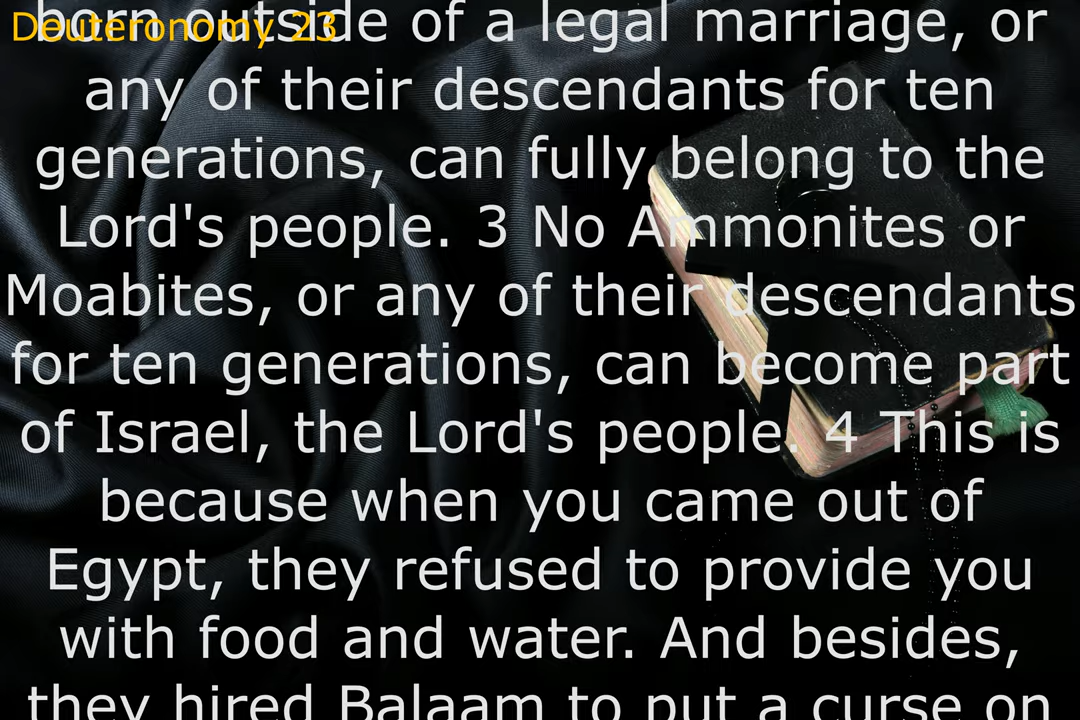 Deuteronomy 23
born outside of a legal marriage, or
any of their descendants for ten
generations, can fully belong to the
Lord's people. 3 No Ammonites or
Moabites, or any of their descendants
for ten generations, can become part
of Israel, the Lord's people. 4 This is
because when you came out of
Egypt, they refused to provide you
with food and water. And besides,
they hired Balaam to put a curse on